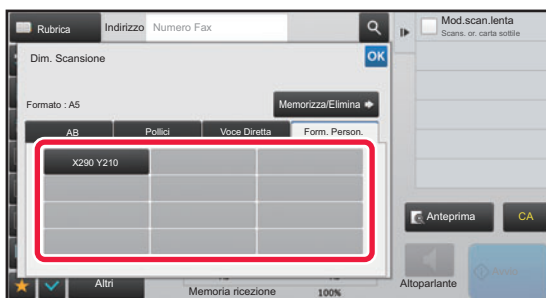 Rubrica Indirizzo Numero Fax
Mod.scan.lenta
Scans. or. carta sottile
Dim. Scansione OK
Formato : A5 Memorizza/Elimina
AB Pollici Voce Diretta Form. Person.
X290 Y210
Anteprima CA
Altri
Memoria ricezione 100%
Altoparlante
Avvio